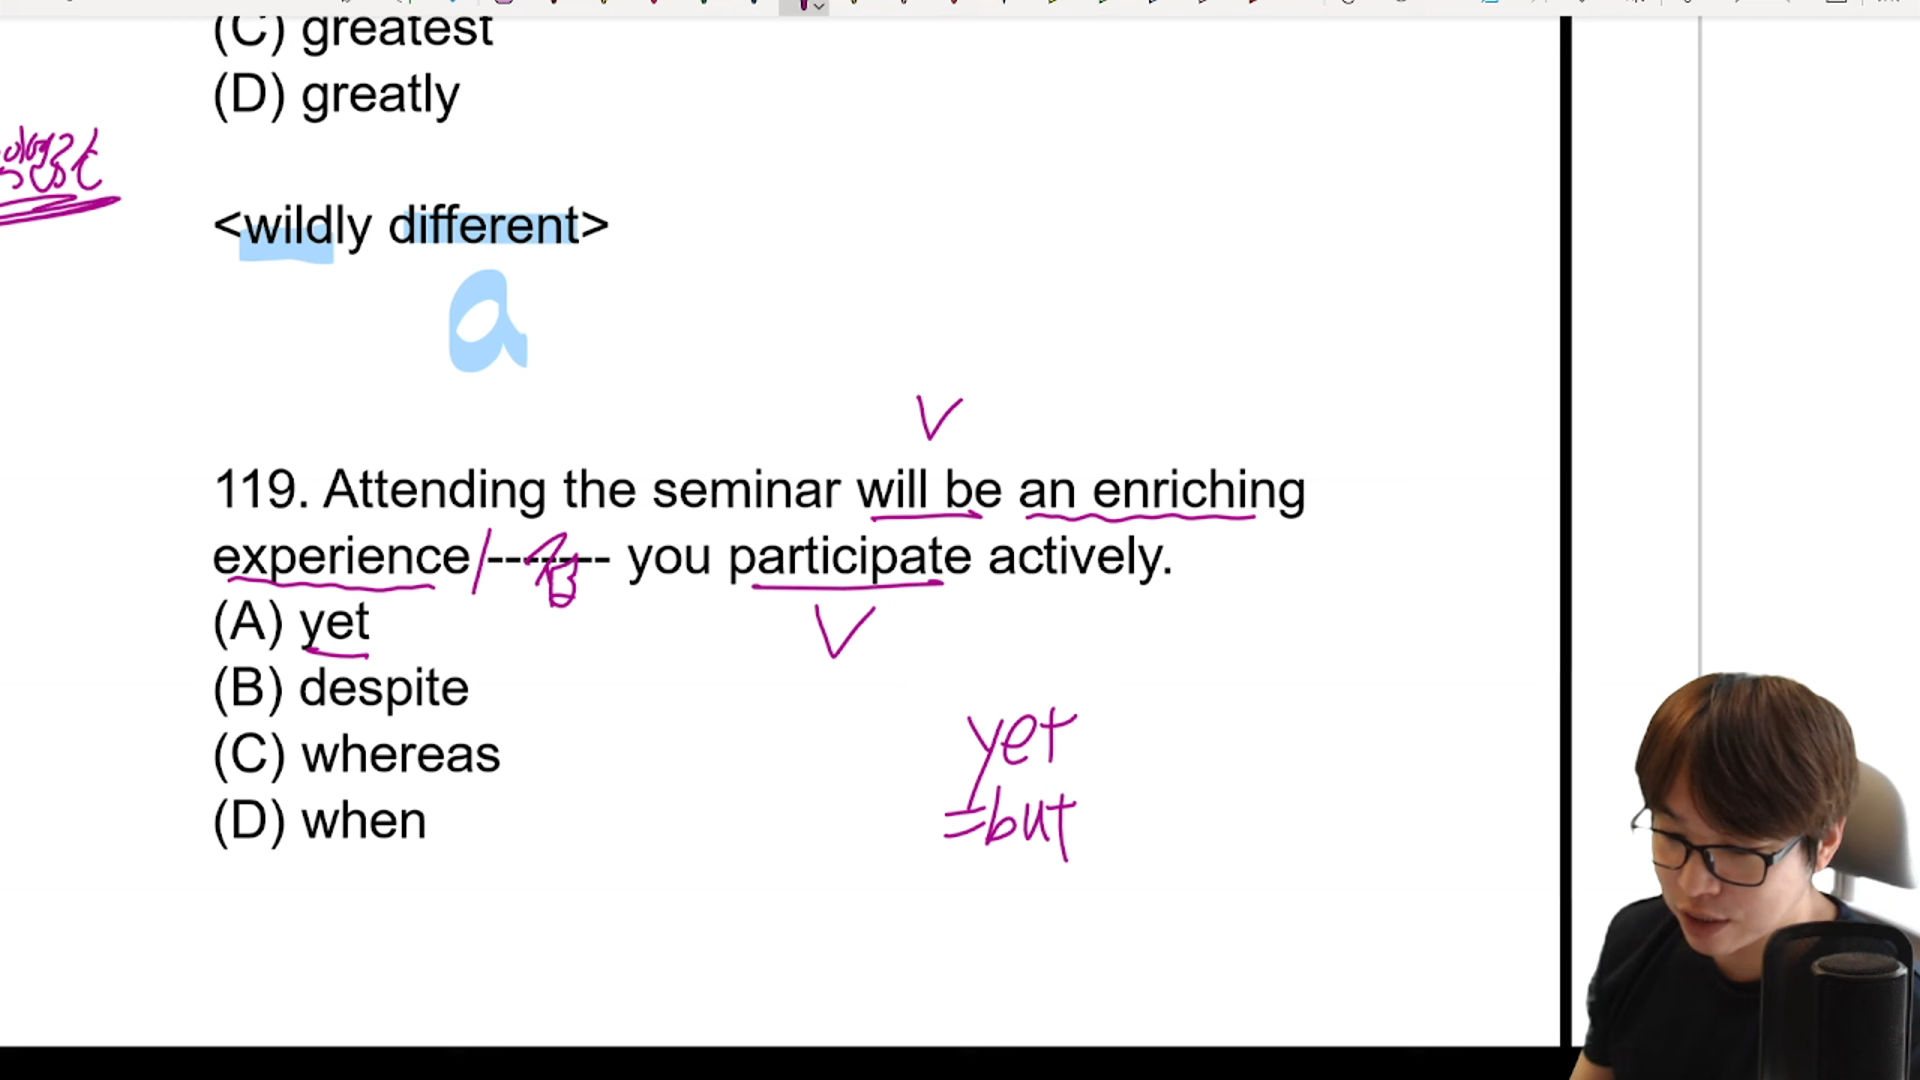 (C) greatest
(D) greatly
<wildly different>
a
V
119. Attending the seminar will be an enriching
experience/------- you participate actively.
V
(A) yet
(B) despite
(C) whereas
(D) when
yet
=but